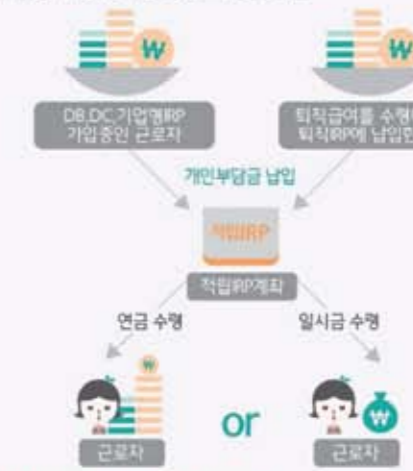 DB,DC,기업형IRP
가입중인 근로자
퇴직급여를 수령
퇴직IRP에 납입한
개인부담금 납입
적립IRP
적립IRP계좌
연금 수령
일시금 수령
or
근로자
근로자